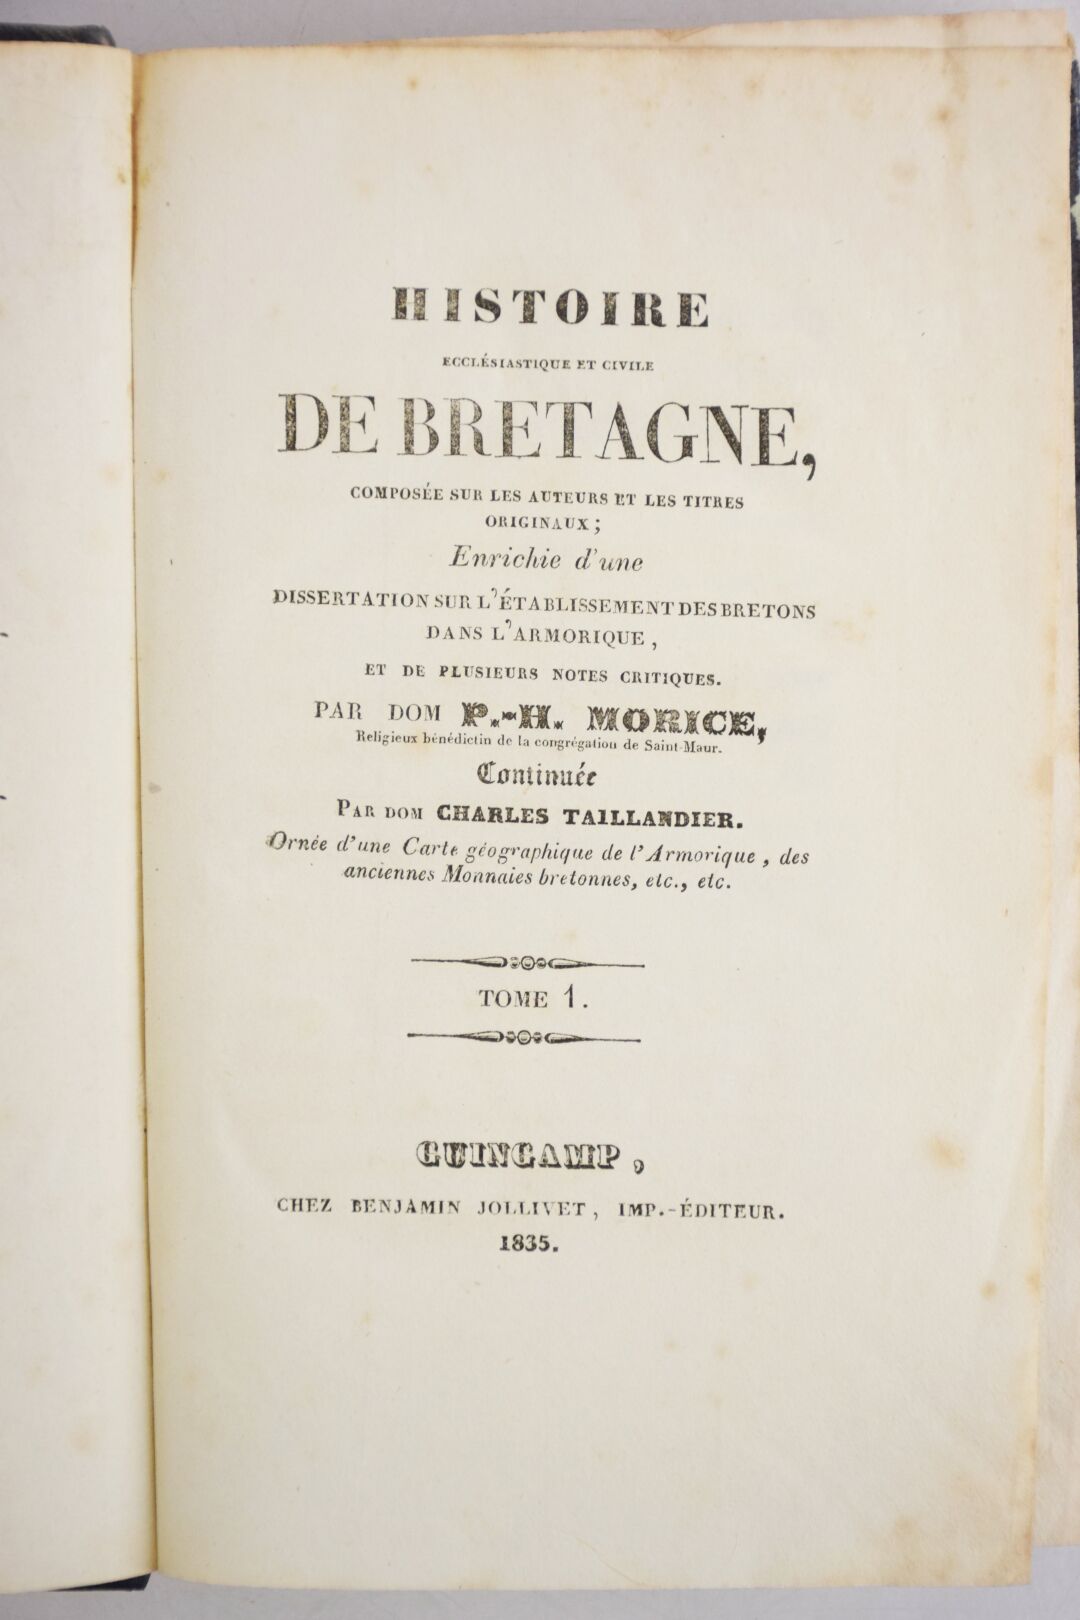 HISTOIRE
ECCLÉSIASTIQUE ET CIVILE
DE BRETAGNE,
COMPOSÉE SUR LES AUTEURS ET LES TITRES
ORIGINAUX;
Enrichie d'une
DISSERTATION SUR L'ÉTABLISSEMENT DES BRETONS
DANS L'ARMORIQUE,
ET DE PLUSIEURS NOTES CRITIQUES.
PAR DOM P.-H. MORICE,
Religieux bénédictin de la congrégation de Saint-Maur.
Continuée
PAR DOM CHARLES TAILLANDIER.
Ornée d'une Carte géographique de l'Armorique, des
anciennes Monnaies bretonnes, etc., etc.
TOME 1.
GUINGAMP,
CHEZ BENJAMIN JOLLIVET, IMP.-ÉDITEUR.
1835.